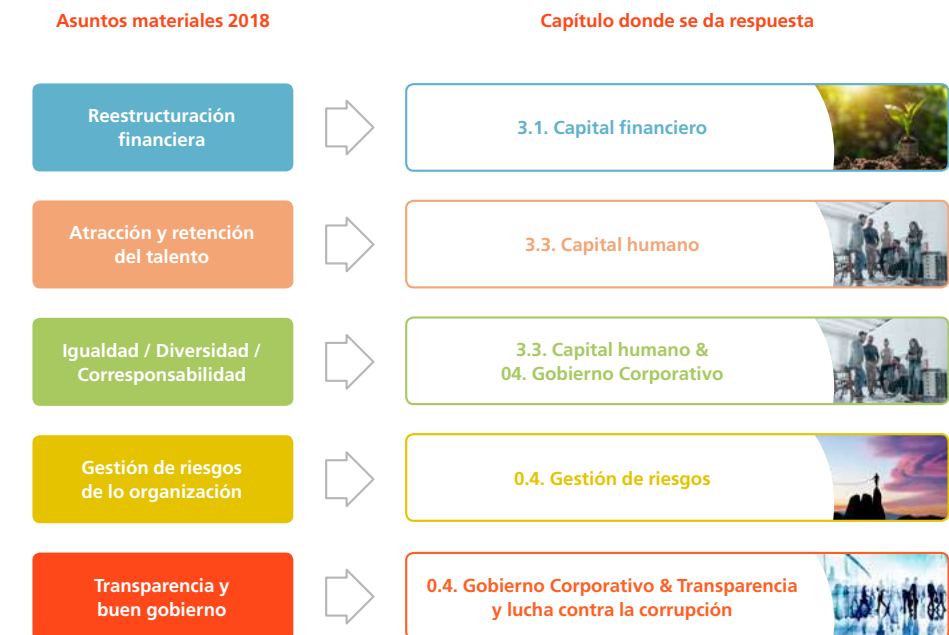 Asuntos materiales 2018
Capítulo donde se da respuesta
Reestructuración
financiera
3.1. Capital financiero
Atracción y retención
del talento
3.3. Capital humano
Igualdad / Diversidad /
Corresponsabilidad
3.3. Capital humano &
04. Gobierno Corporativo
Gestión de riesgos
de lo organización
0.4. Gestión de riesgos
Transparencia y
buen gobierno
0.4. Gobierno Corporativo & Transparencia
y lucha contra la corrupción